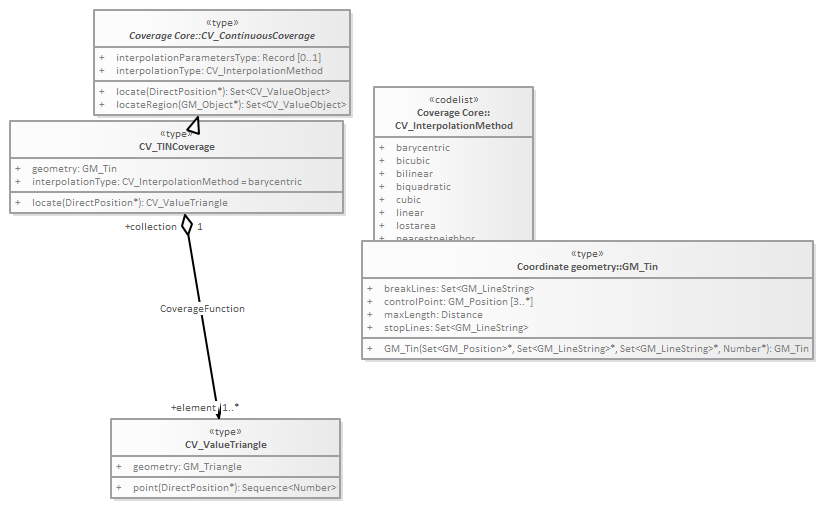 «type»
Coverage Core::CV_ContinuousCoverage
+ interpolationParametersType: Record [0..1]
+ interpolationType: CV_InterpolationMethod
+ locate(DirectPosition*): Set<CV_ValueObject>
+ locateRegion(GM_Object*): Set<CV_ValueObject>
«type»
CV_TINCoverage
+ geometry: GM_Tin
+ interpolationType: CV_InterpolationMethod = barycentric
+ locate(DirectPosition*): CV_ValueTriangle
+collection 1
CoverageFunction
+element 1..*
«type»
CV_ValueTriangle
+ geometry: GM_Triangle
+ point(DirectPosition*): Sequence<Number>
«codelist»
Coverage Core::
CV_InterpolationMethod
+ barycentric
+ bicubic
+ bilinear
+ biquadratic
+ cubic
+ linear
+ lostarea
+ nearestneighbor
«type»
Coordinate geometry::GM_Tin
+ breakLines: Set<GM_LineString>
+ controlPoint: GM_Position [3..*]
+ maxLength: Distance
+ stopLines: Set<GM_LineString>
+ GM_Tin(Set<GM_Position>*, Set<GM_LineString>*, Set<GM_LineString>*, Number*): GM_Tin